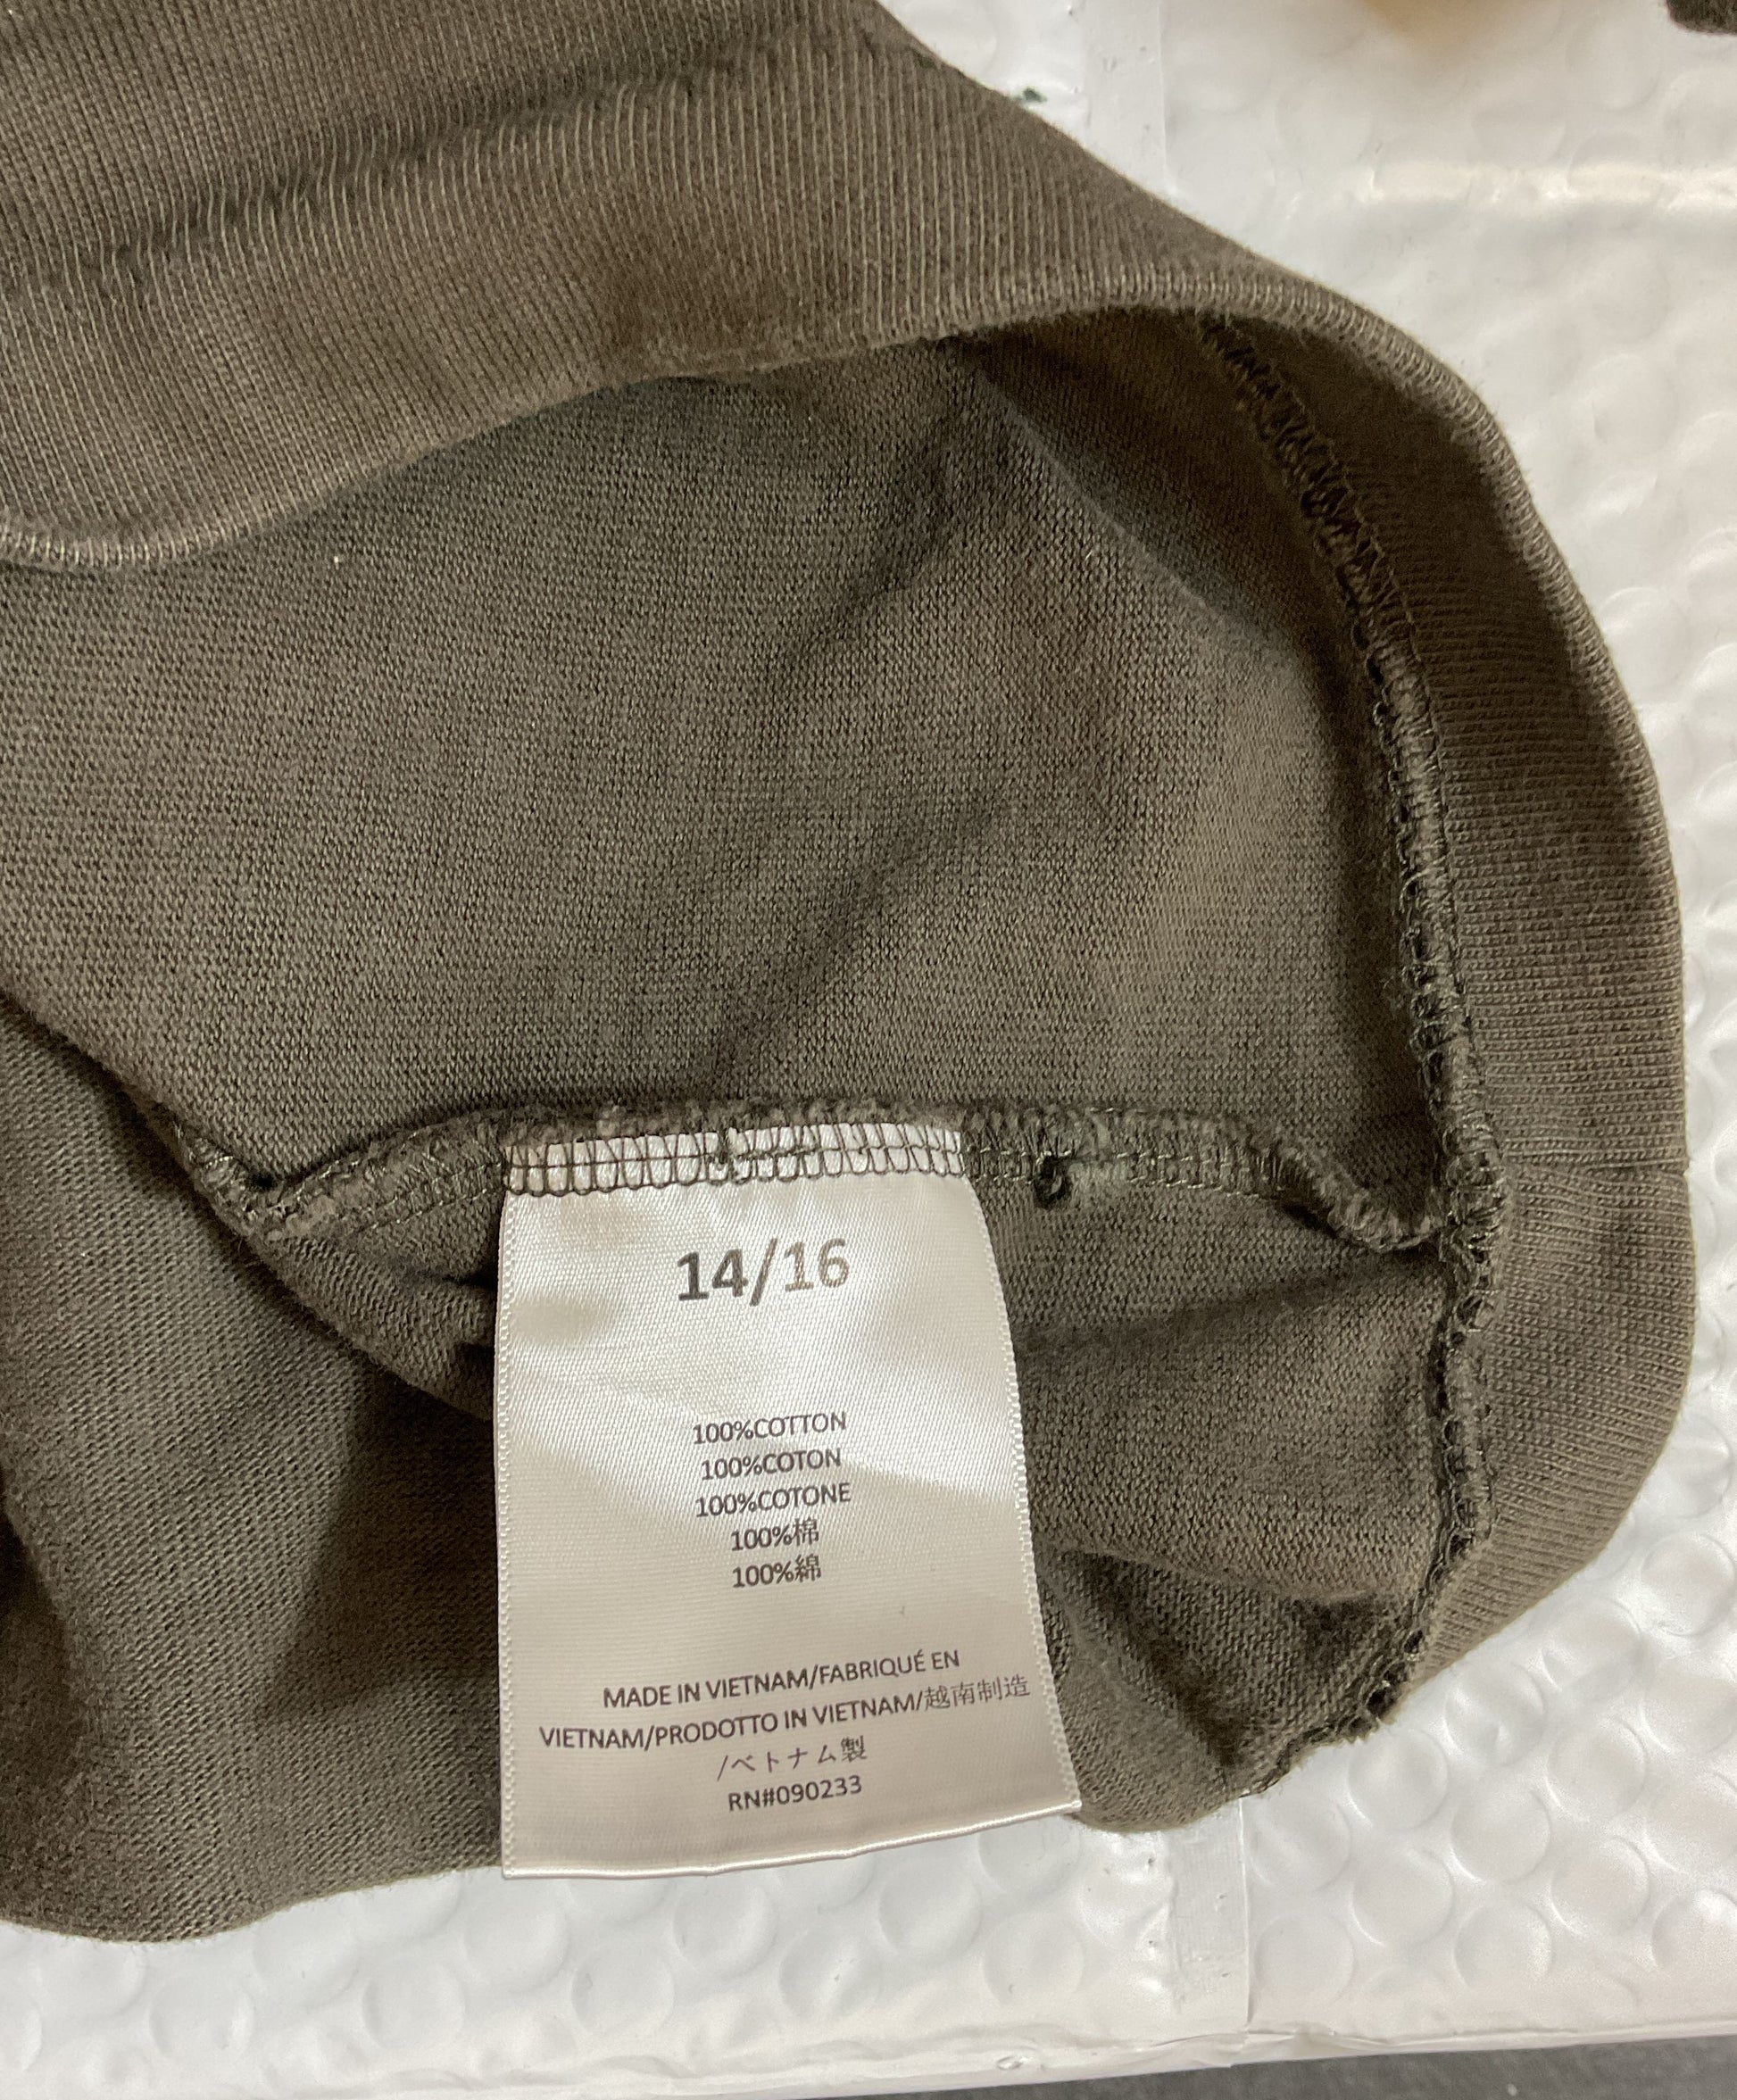 14/16
100%COTTON
100%COTON
100%COTONE
100%棉
100%綿
MADE IN VIETNAM/FABRIQUÉ EN
VIETNAM/PRODOTTO IN VIETNAM/越南制造
/ベトナム製
RN#090233